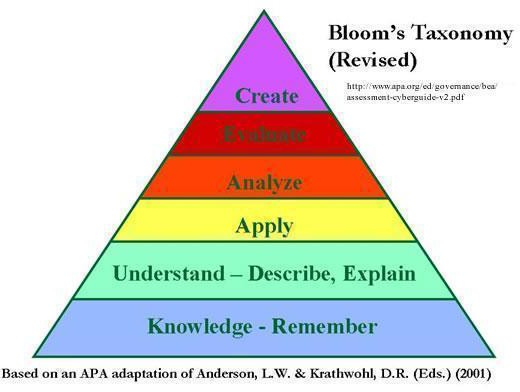 Bloom's Taxonomy
(Revised)
http://www.apa.org/ed/governance/bea/
assessment-cyberguide-v2.pdf
Create
Evaluate
Analyze
Apply
Understand – Describe, Explain
Knowledge - Remember
Based on an APA adaptation of Anderson, L.W. & Krathwohl, D.R. (Eds.) (2001)